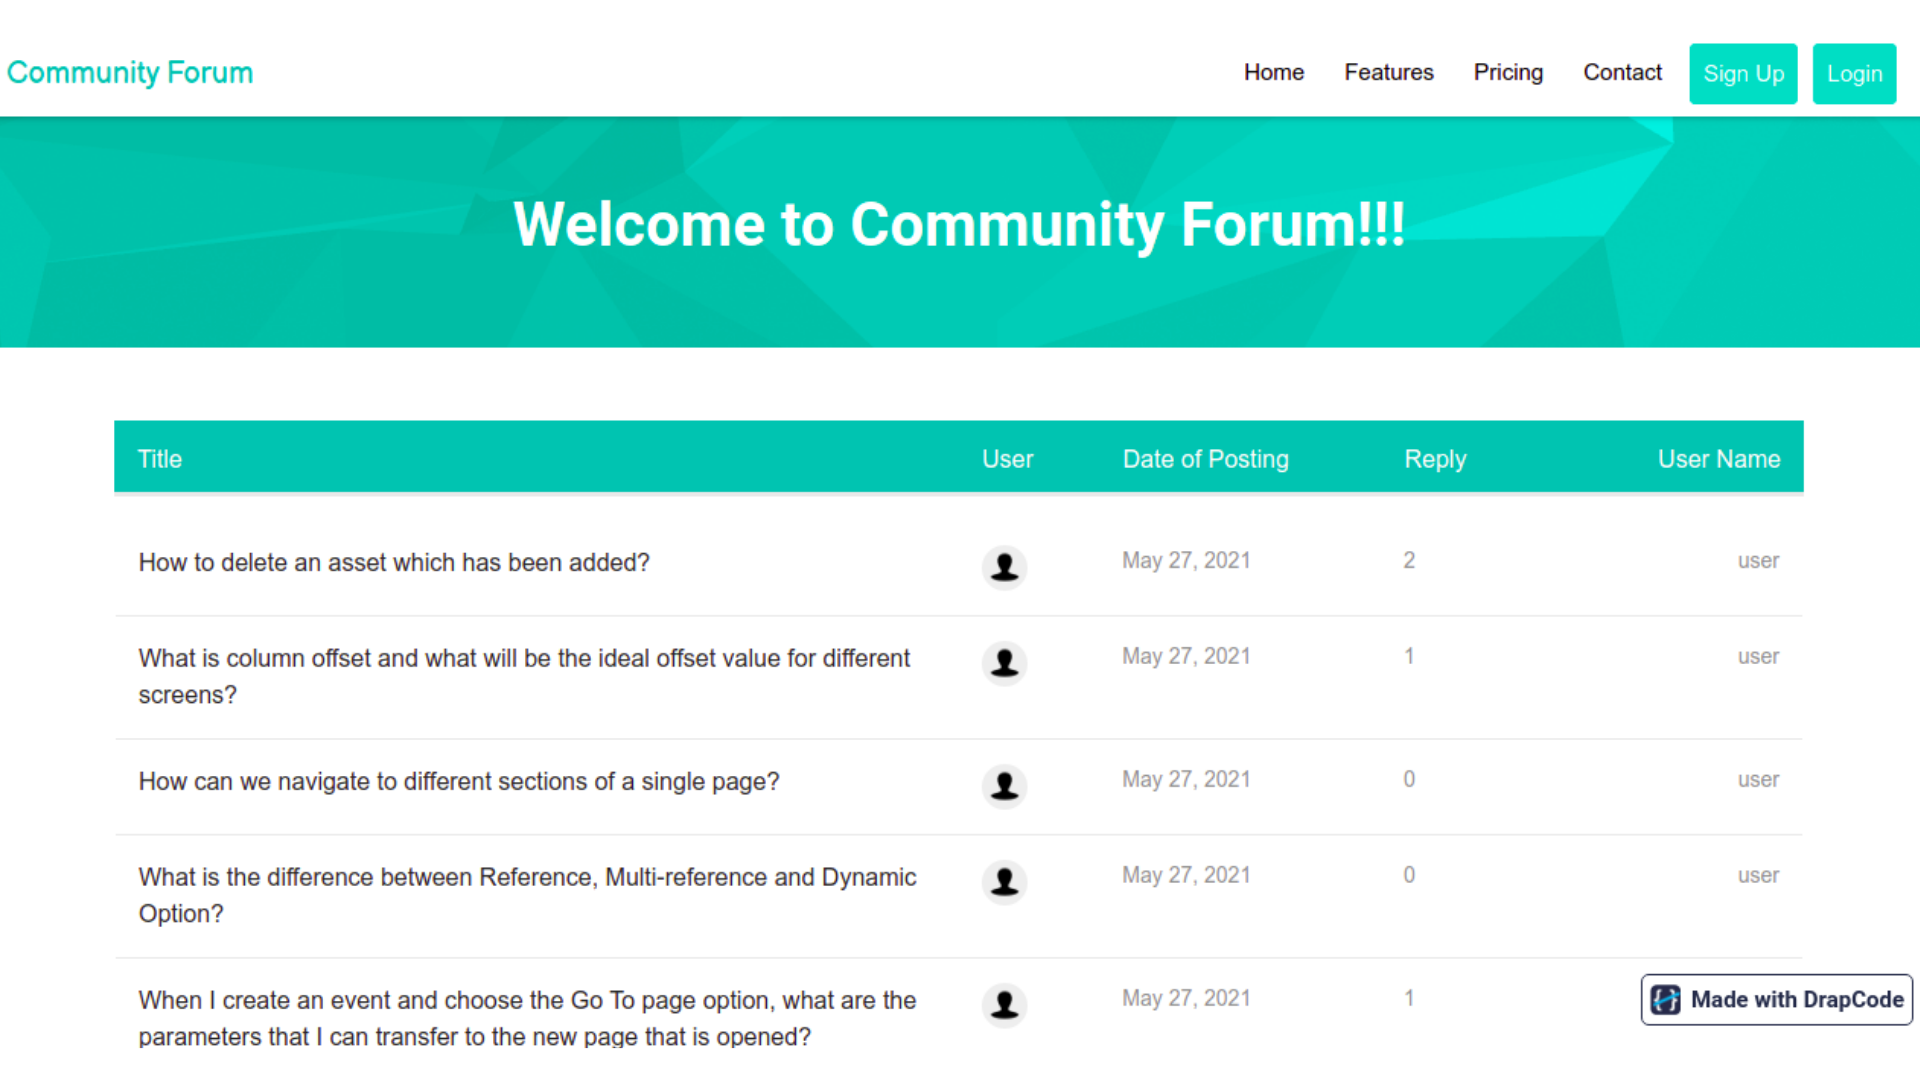 Community Forum
Home Features Pricing Contact Sign Up Login
Welcome to Community Forum!!!
Title User Date of Posting Reply User Name
How to delete an asset which has been added? May 27, 2021 2 user
What is column offset and what will be the ideal offset value for different May 27, 2021 1 user
screens?
How can we navigate to different sections of a single page? May 27, 2021 0 user
What is the difference between Reference, Multi-reference and Dynamic May 27, 2021 0 user
Option?
When I create an event and choose the Go To page option, what are the May 27, 2021 1
parameters that I can transfer to the new page that is opened?
Made with DrapCode